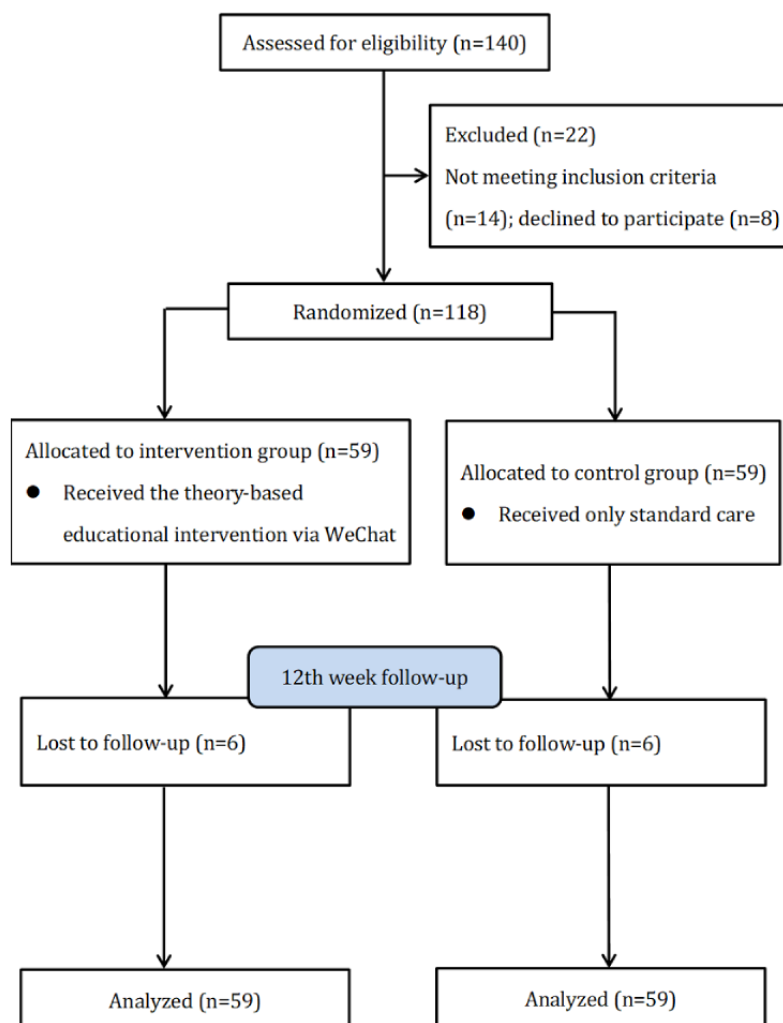 Assessed for eligibility (n=140)
Excluded (n=22)
Not meeting inclusion criteria
(n=14); declined to participate (n=8)
Randomized (n=118)
Allocated to intervention group (n=59)
● Received the theory-based
educational intervention via WeChat
Allocated to control group (n=59)
● Received only standard care
12th week follow-up
Lost to follow-up (n=6)
Lost to follow-up (n=6)
Analyzed (n=59)
Analyzed (n=59)